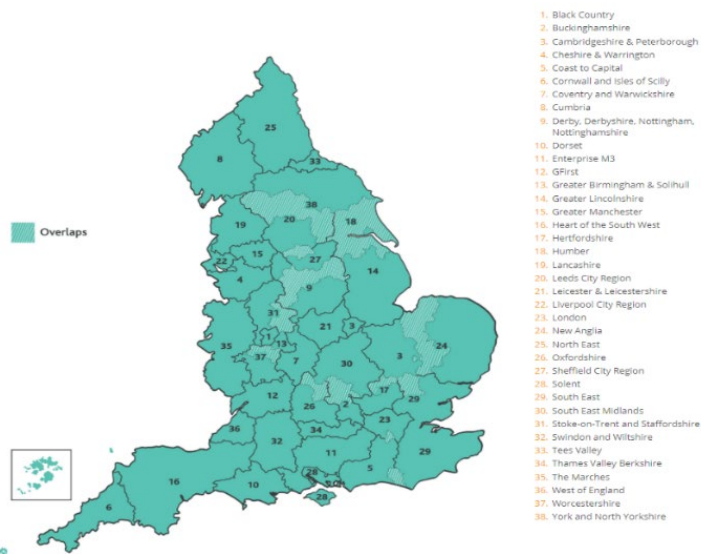 1. Black Country
2. Buckinghamshire
3. Cambridgeshire & Peterborough
4. Cheshire & Warrington
5. Coast to Capital
6. Cornwall and Isles of Scilly
7. Coventry and Warwickshire
8. Cumbria
9. Derby, Derbyshire, Nottingham,
Nottinghamshire
10. Dorset
11. Enterprise M3
12. GFirst
13. Greater Birmingham & Solihull
14. Greater Lincolnshire
15. Greater Manchester
16. Heart of the South West
17. Hertfordshire
18. Humber
19. Lancashire
20. Leeds City Region
21. Leicester & Leicestershire
22. Liverpool City Region
23. London
24. New Anglia
25. North East
26. Oxfordshire
27. Sheffield City Region
28. Solent
29. South East
30. South East Midlands
31. Stoke-on-Trent and Staffordshire
32. Swindon and Wiltshire
33. Tees Valley
34. Thames Valley Berkshire
35. The Marches
36. West of England
37. Worcestershire
38. York and North Yorkshire
Overlaps
25
8
33
38
19
20
18
15
27
22
4
9
14
31
21
3
1
13
35
37
7
30
3
24
12
26
2
17
29
23
36
34
32
11
29
28
5
16
10
28
6